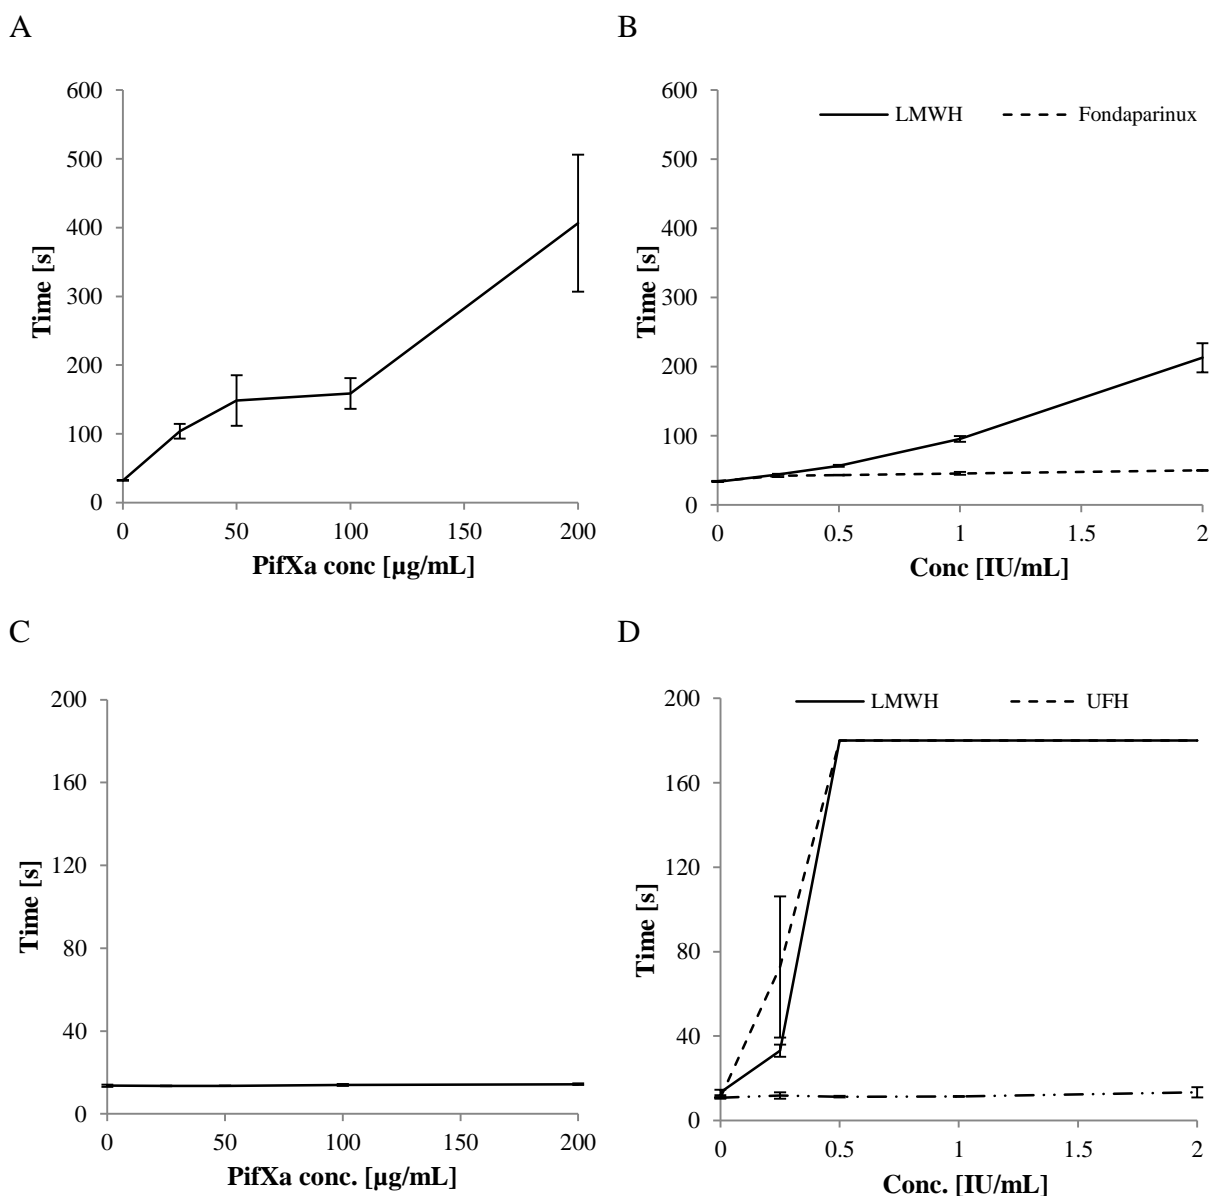 A
B
600
500
400
300
200
100
0
Time [s]
0
50
100
150
200
PifXa conc [µg/mL]
600
500
400
300
200
100
0
Time [s]
LMWH
Fondaparinux
0
0.5
1
1.5
2
Conc [IU/mL]
C
D
200
160
120
80
40
0
Time [s]
0
50
100
150
200
PifXa conc. [µg/mL]
200
160
120
80
40
0
Time [s]
LMWH
UFH
0
0.5
1
1.5
2
Conc. [IU/mL]